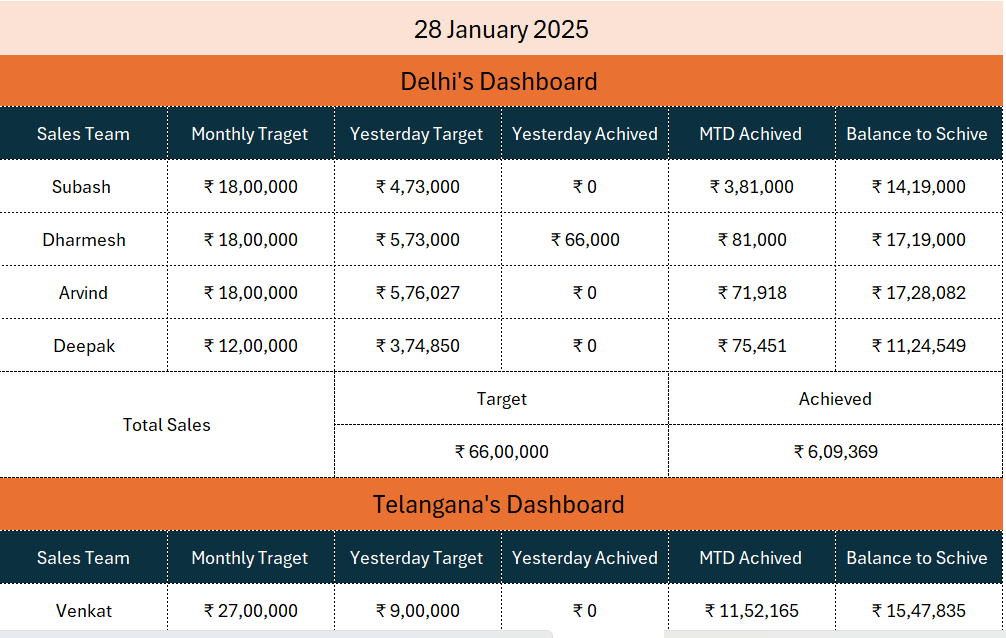 28 January 2025
Delhi's Dashboard
Sales Team Monthly Traget Yesterday Target Yesterday Achived MTD Achived Balance to Schive
Subash ₹ 18,00,000 ₹ 4,73,000 ₹ 0 ₹ 3,81,000 ₹ 14,19,000
Dharmesh ₹ 18,00,000 ₹ 5,73,000 ₹ 66,000 ₹ 81,000 ₹ 17,19,000
Arvind ₹ 18,00,000 ₹ 5,76,027 ₹ 0 ₹ 71,918 ₹ 17,28,082
Deepak ₹ 12,00,000 ₹ 3,74,850 ₹ 0 ₹ 75,451 ₹ 11,24,549
Target Achieved
Total Sales
₹ 66,00,000 ₹ 6,09,369
Telangana's Dashboard
Sales Team Monthly Traget Yesterday Target Yesterday Achived MTD Achived Balance to Schive
Venkat ₹ 27,00,000 ₹ 9,00,000 ₹ 0 ₹ 11,52,165 ₹ 15,47,835